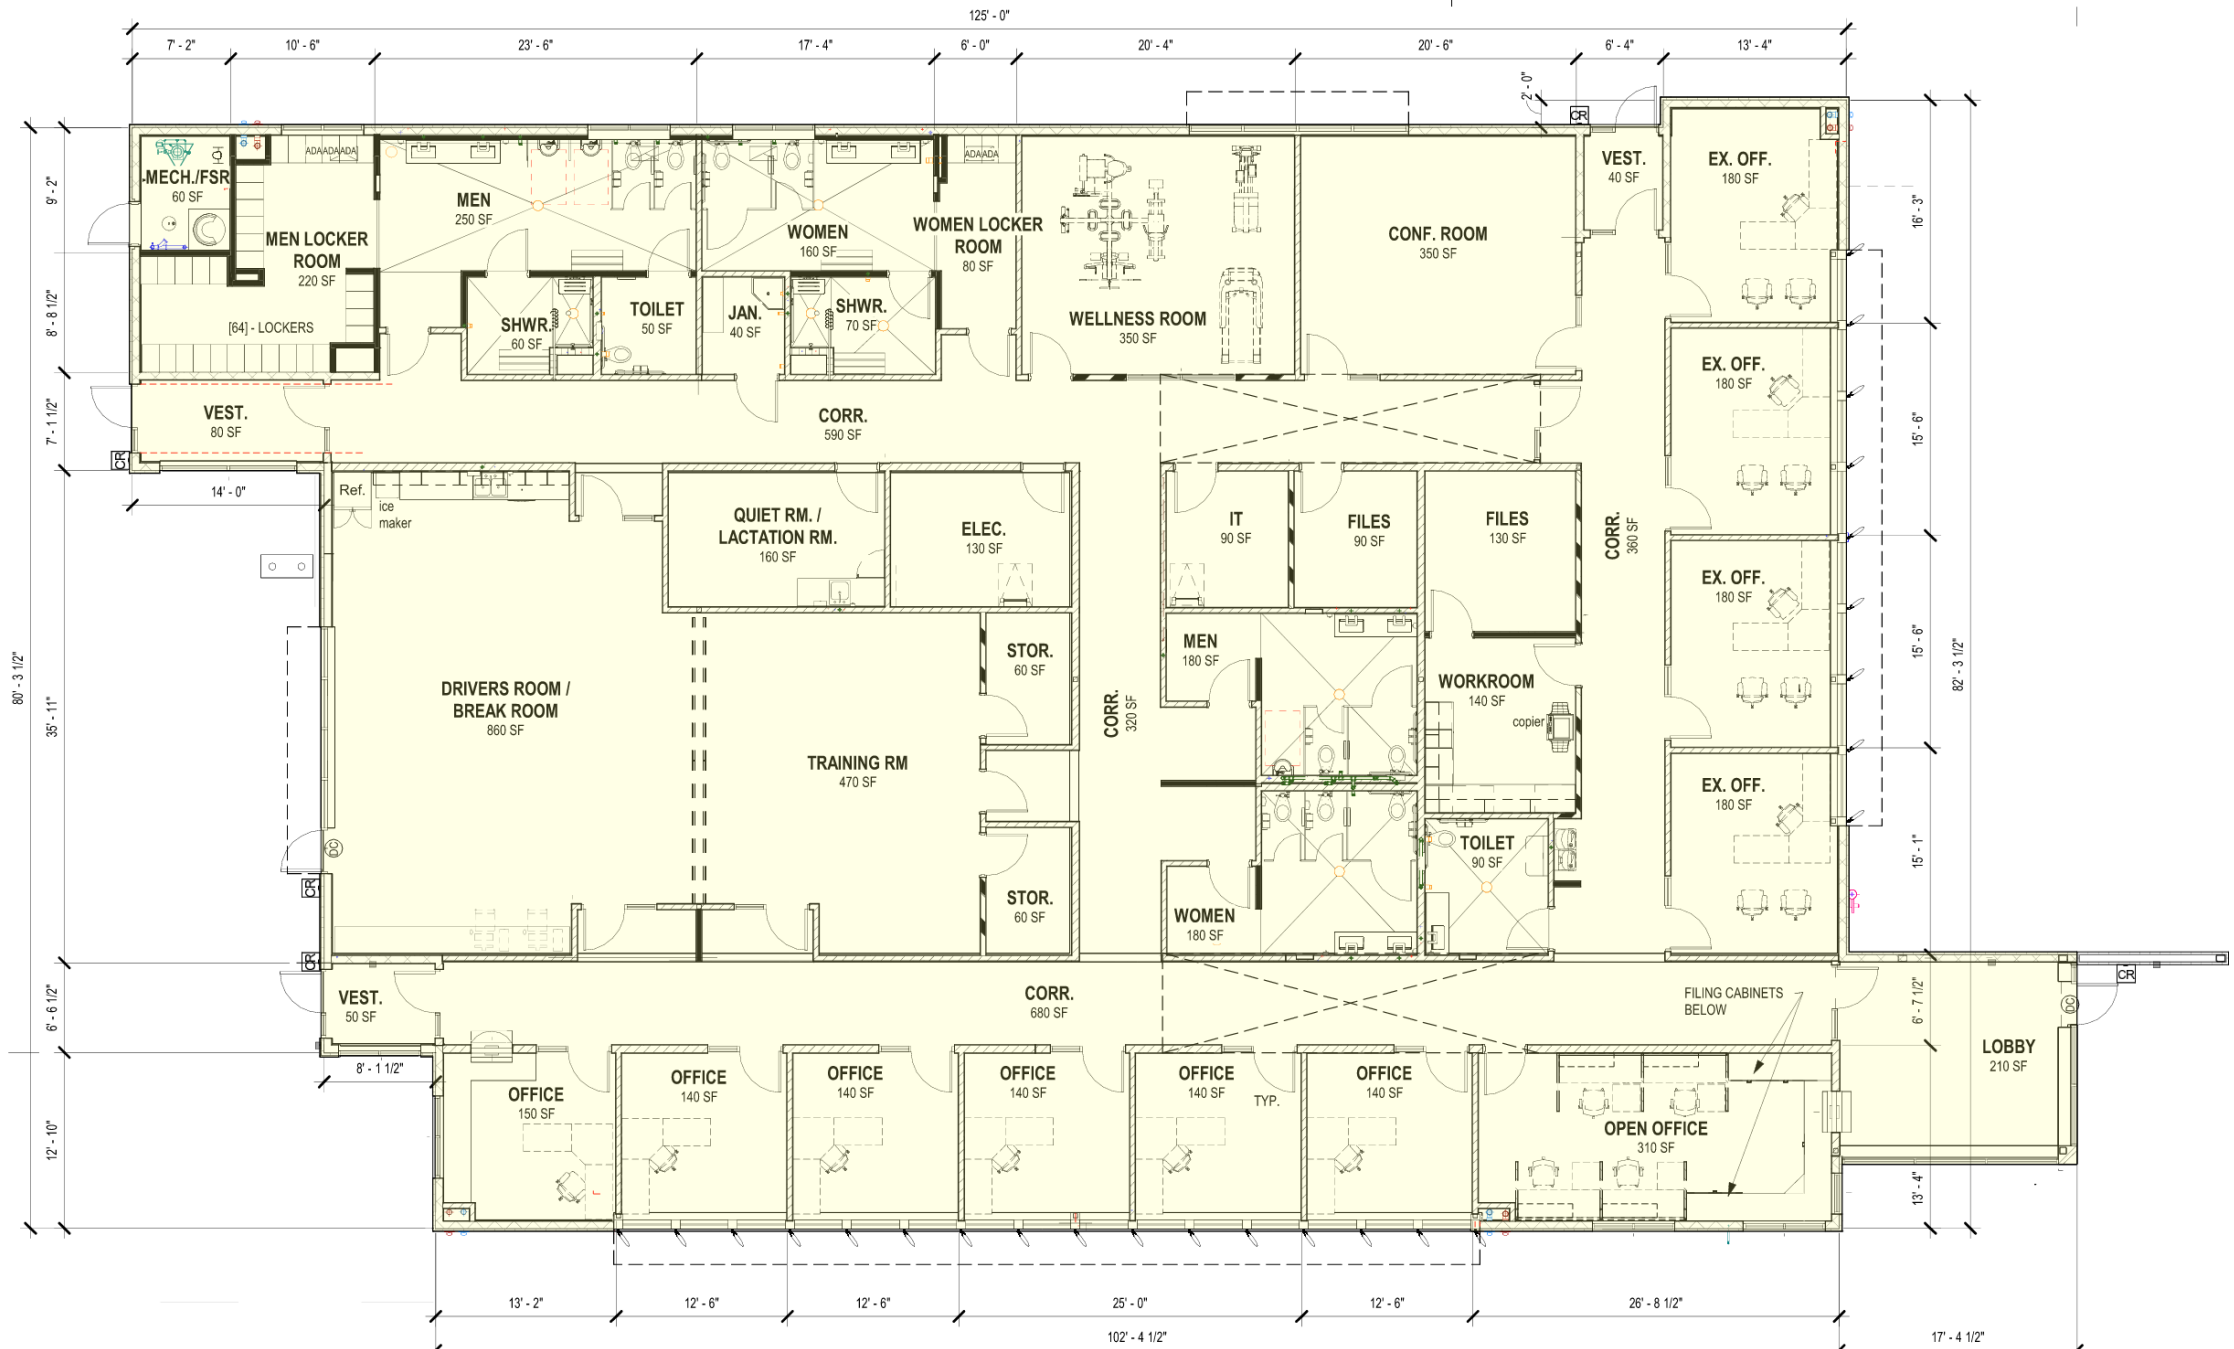 125' - 0"
7' - 2"
10' - 6"
23' - 6"
17' - 4"
6' - 0"
20' - 4"
20' - 6"
6' - 4"
13' - 4"
2' - 0"
CR
ADA ADA ADA
ADA ADA
MECH./FSR
60 SF
MEN
250 SF
MEN LOCKER
ROOM
220 SF
[64] - LOCKERS
WOMEN
160 SF
WOMEN LOCKER
ROOM
80 SF
SHWR.
60 SF
TOILET
50 SF
JAN.
40 SF
SHWR.
70 SF
WELLNESS ROOM
350 SF
CONF. ROOM
350 SF
VEST.
40 SF
EX. OFF.
180 SF
9' - 2"
8' - 8 1/2"
7' - 1 1/2"
16' - 3"
VEST.
80 SF
CORR.
590 SF
EX. OFF.
180 SF
15' - 6"
CR
14' - 0"
Ref.
ice
maker
QUIET RM. /
LACTATION RM.
160 SF
ELEC.
130 SF
IT
90 SF
FILES
90 SF
FILES
130 SF
CORR.
360 SF
EX. OFF.
180 SF
15' - 6"
80' - 3 1/2"
35' - 11"
82' - 3 1/2"
DRIVERS ROOM /
BREAK ROOM
860 SF
TRAINING RM
470 SF
STOR.
60 SF
CORR.
320 SF
MEN
180 SF
WORKROOM
140 SF
copier
EX. OFF.
180 SF
15' - 1"
DC
CR
STOR.
60 SF
WOMEN
180 SF
TOILET
90 SF
CR
VEST.
50 SF
CORR.
680 SF
FILING CABINETS
BELOW
CR
DC
6' - 6 1/2"
6' - 7 1/2"
8' - 1 1/2"
LOBBY
210 SF
OFFICE
150 SF
OFFICE
140 SF
OFFICE
140 SF
OFFICE
140 SF
OFFICE
140 SF
TYP.
OFFICE
140 SF
OPEN OFFICE
310 SF
12' - 10"
13' - 4"
13' - 2"
12' - 6"
12' - 6"
25' - 0"
12' - 6"
26' - 8 1/2"
102' - 4 1/2"
17' - 4 1/2"